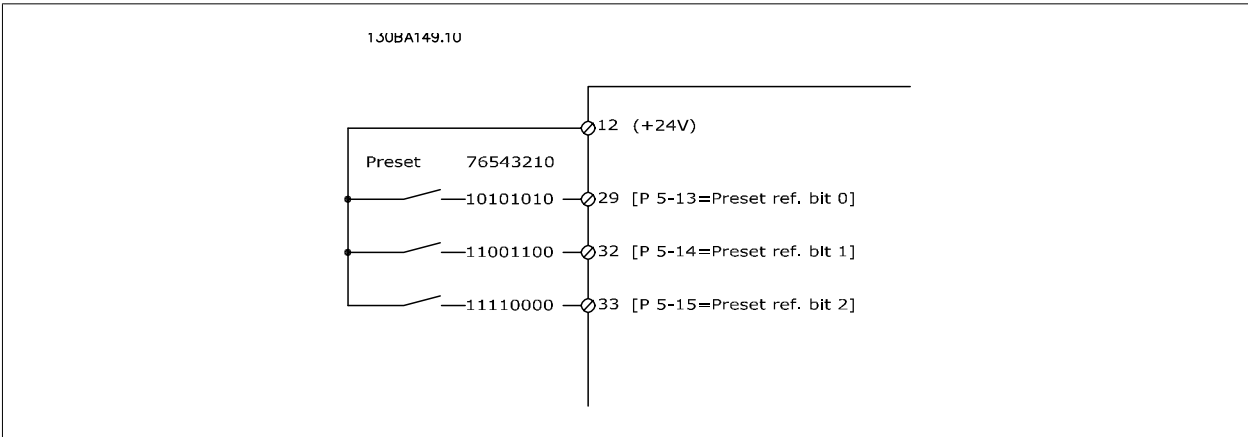 130BA149.10
12 (+24V)
Preset 76543210
10101010 29 [P 5-13=Preset ref. bit 0]
11001100 32 [P 5-14=Preset ref. bit 1]
11110000 33 [P 5-15=Preset ref. bit 2]